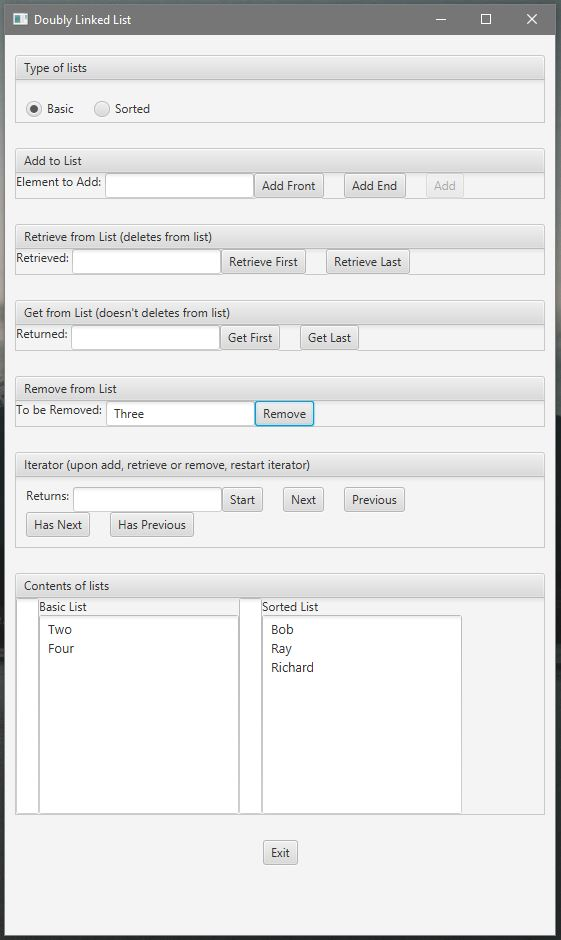 Doubly Linked List
Type of lists
Basic Sorted
Add to List
Element to Add: Add Front Add End Add
Retrieve from List (deletes from list)
Retrieved: Retrieve First Retrieve Last
Get from List (doesn't deletes from list)
Returned: Get First Get Last
Remove from List
To be Removed: Three Remove
Iterator (upon add, retrieve or remove, restart iterator)
Returns: Start Next Previous
Has Next Has Previous
Contents of lists
Basic List Sorted List
Two Bob
Four Ray
Richard
Exit